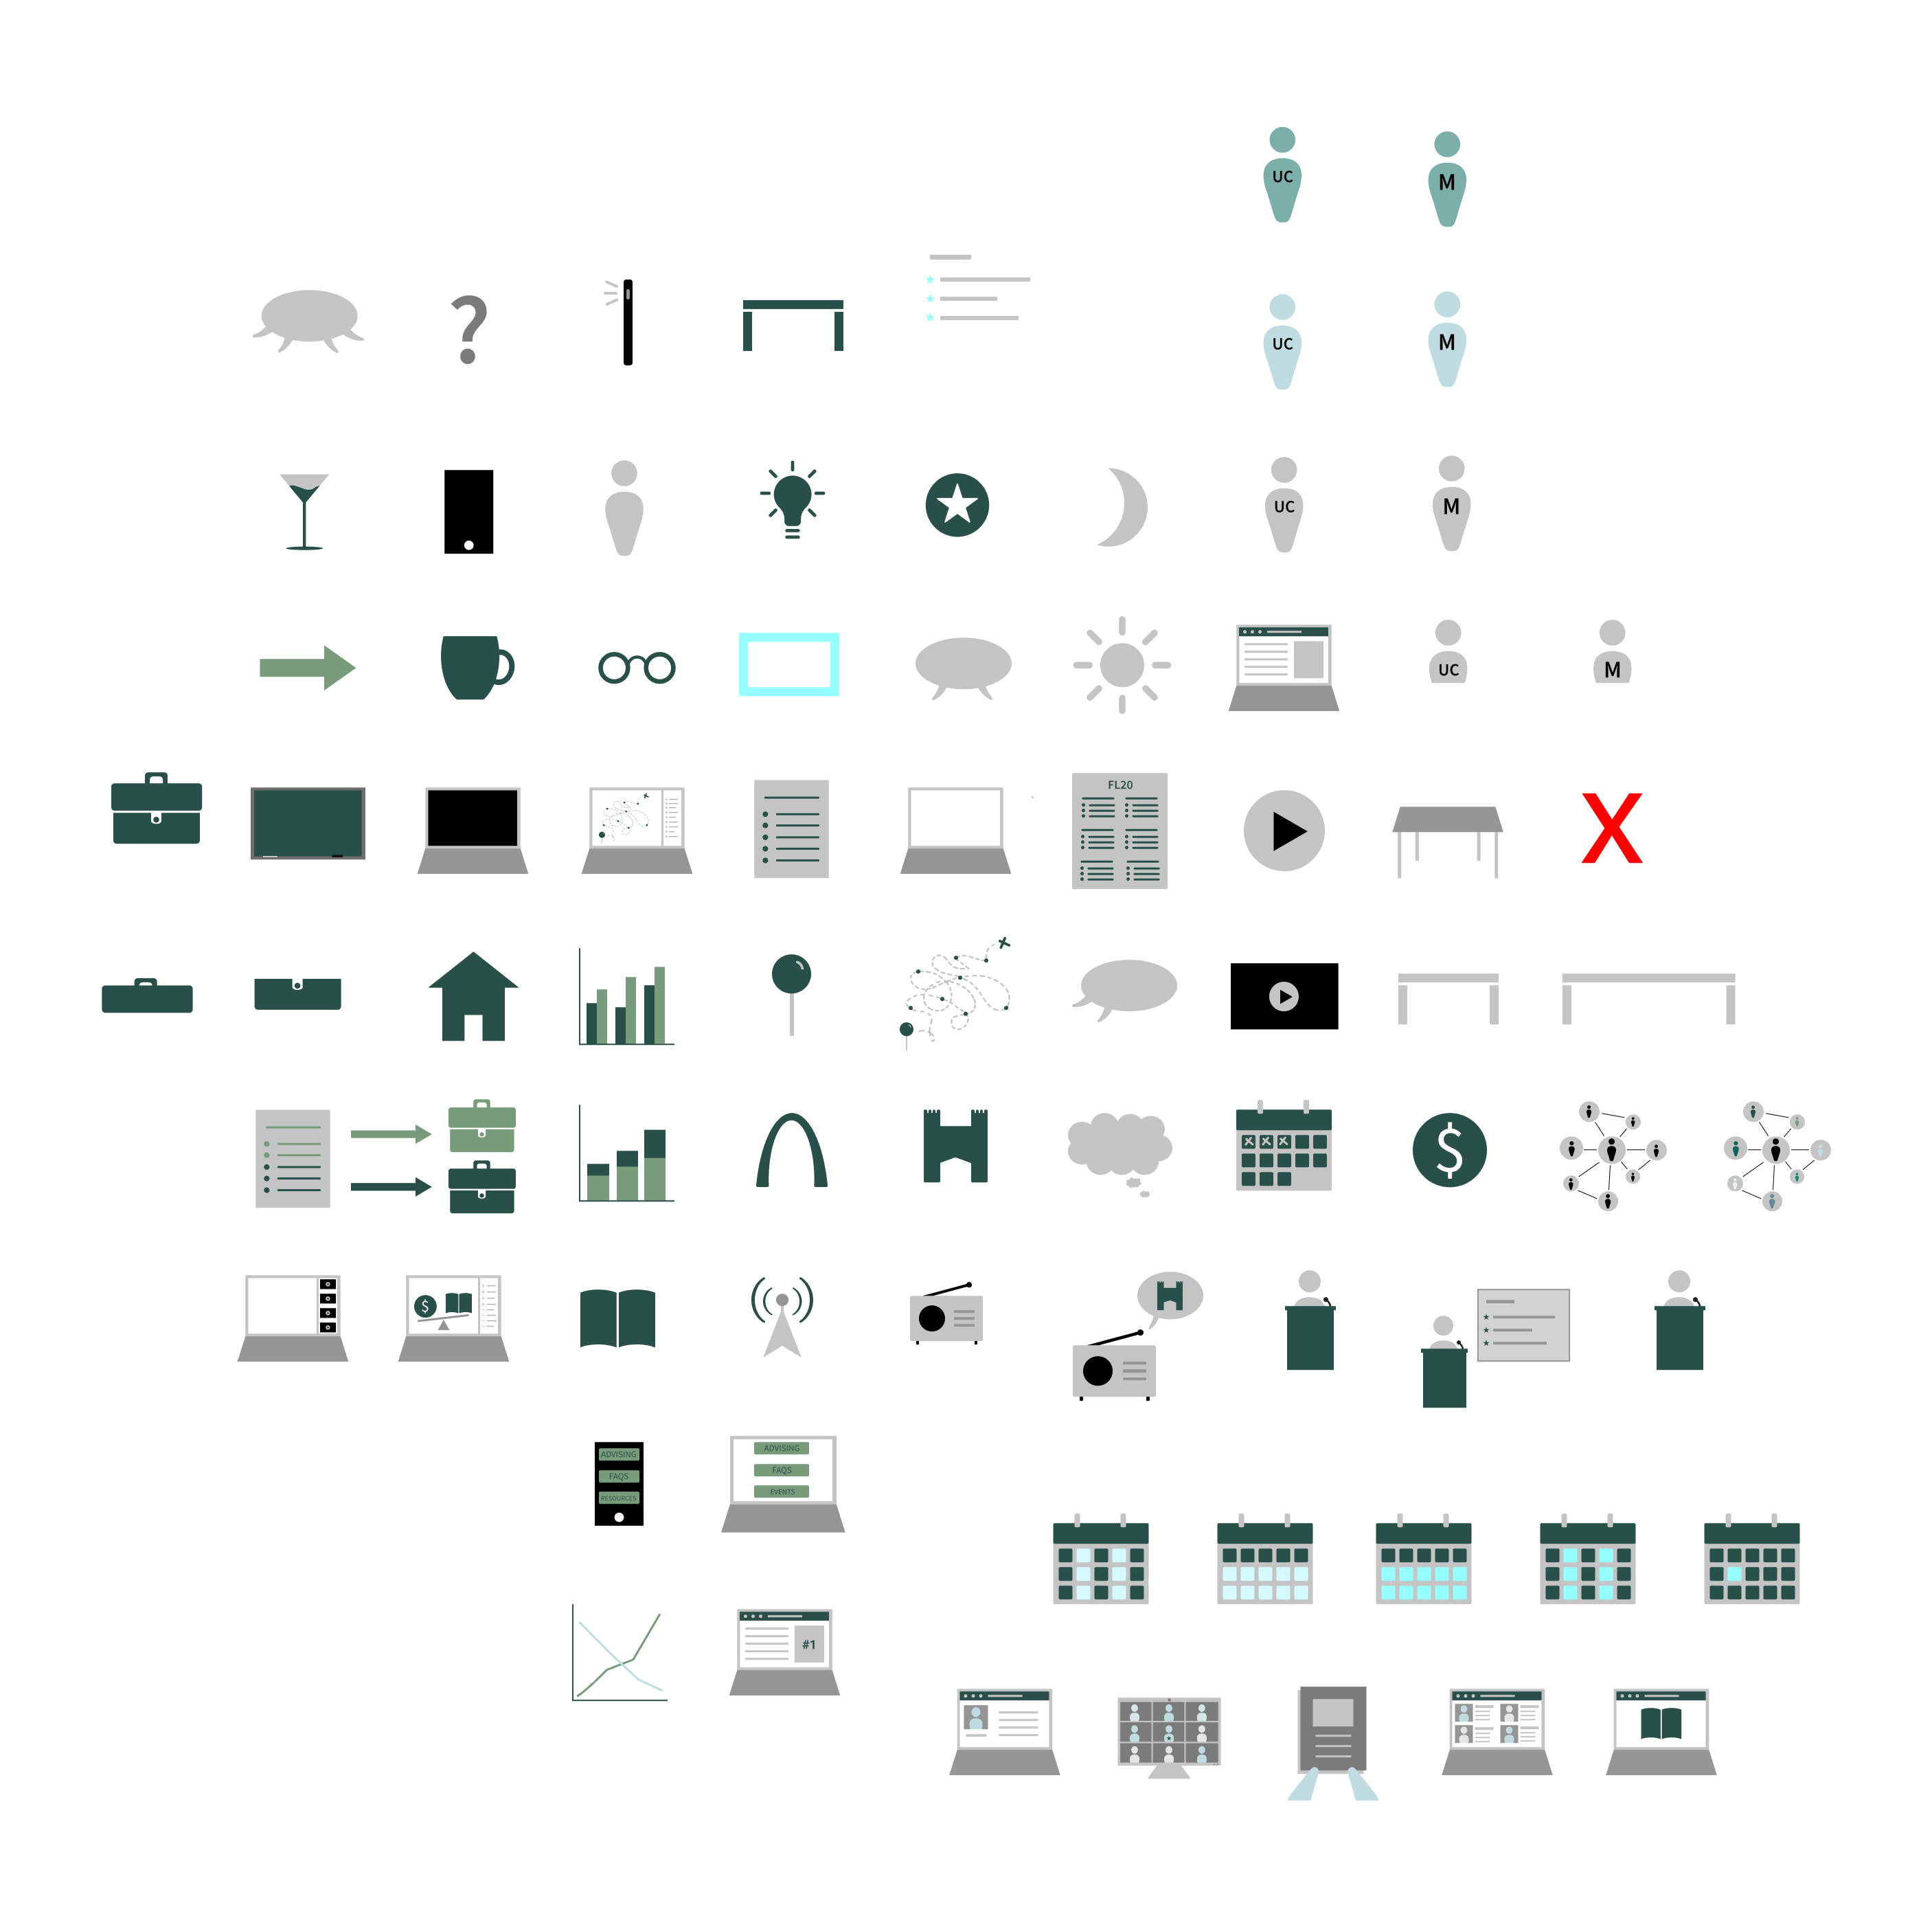 UC
M
?
UC
M
UC
M
UC
M
FL20
X
$
$
ADVISING
ADVISING
FAQS
FAQS
RESOURCES
EVENTS
#1